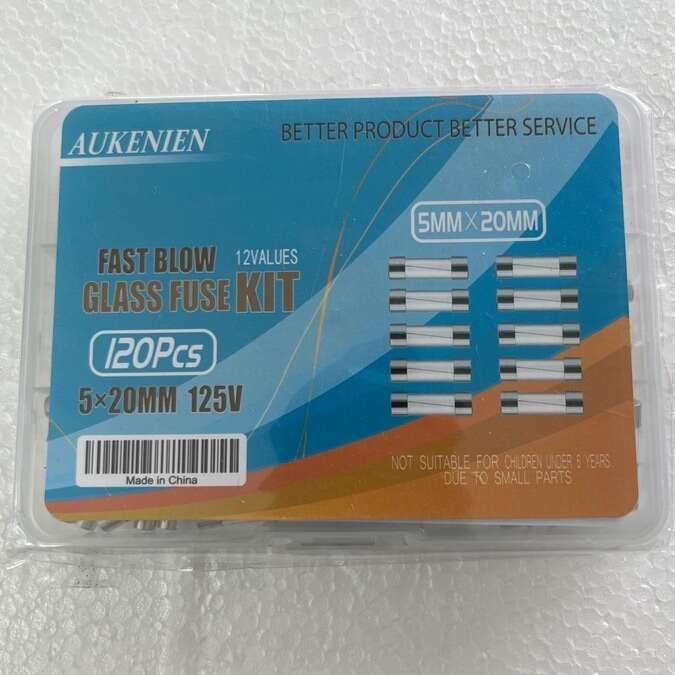 AUKENIEN
BETTER PRODUCT BETTER SERVICE
5MM×20MM
FAST BLOW 12VALUES
GLASS FUSE KIT
120Pcs
5×20MM 125V
Made in China
NOT SUITABLE FOR CHILDREN UNDER 6 YEARS
DUE TO SMALL PARTS